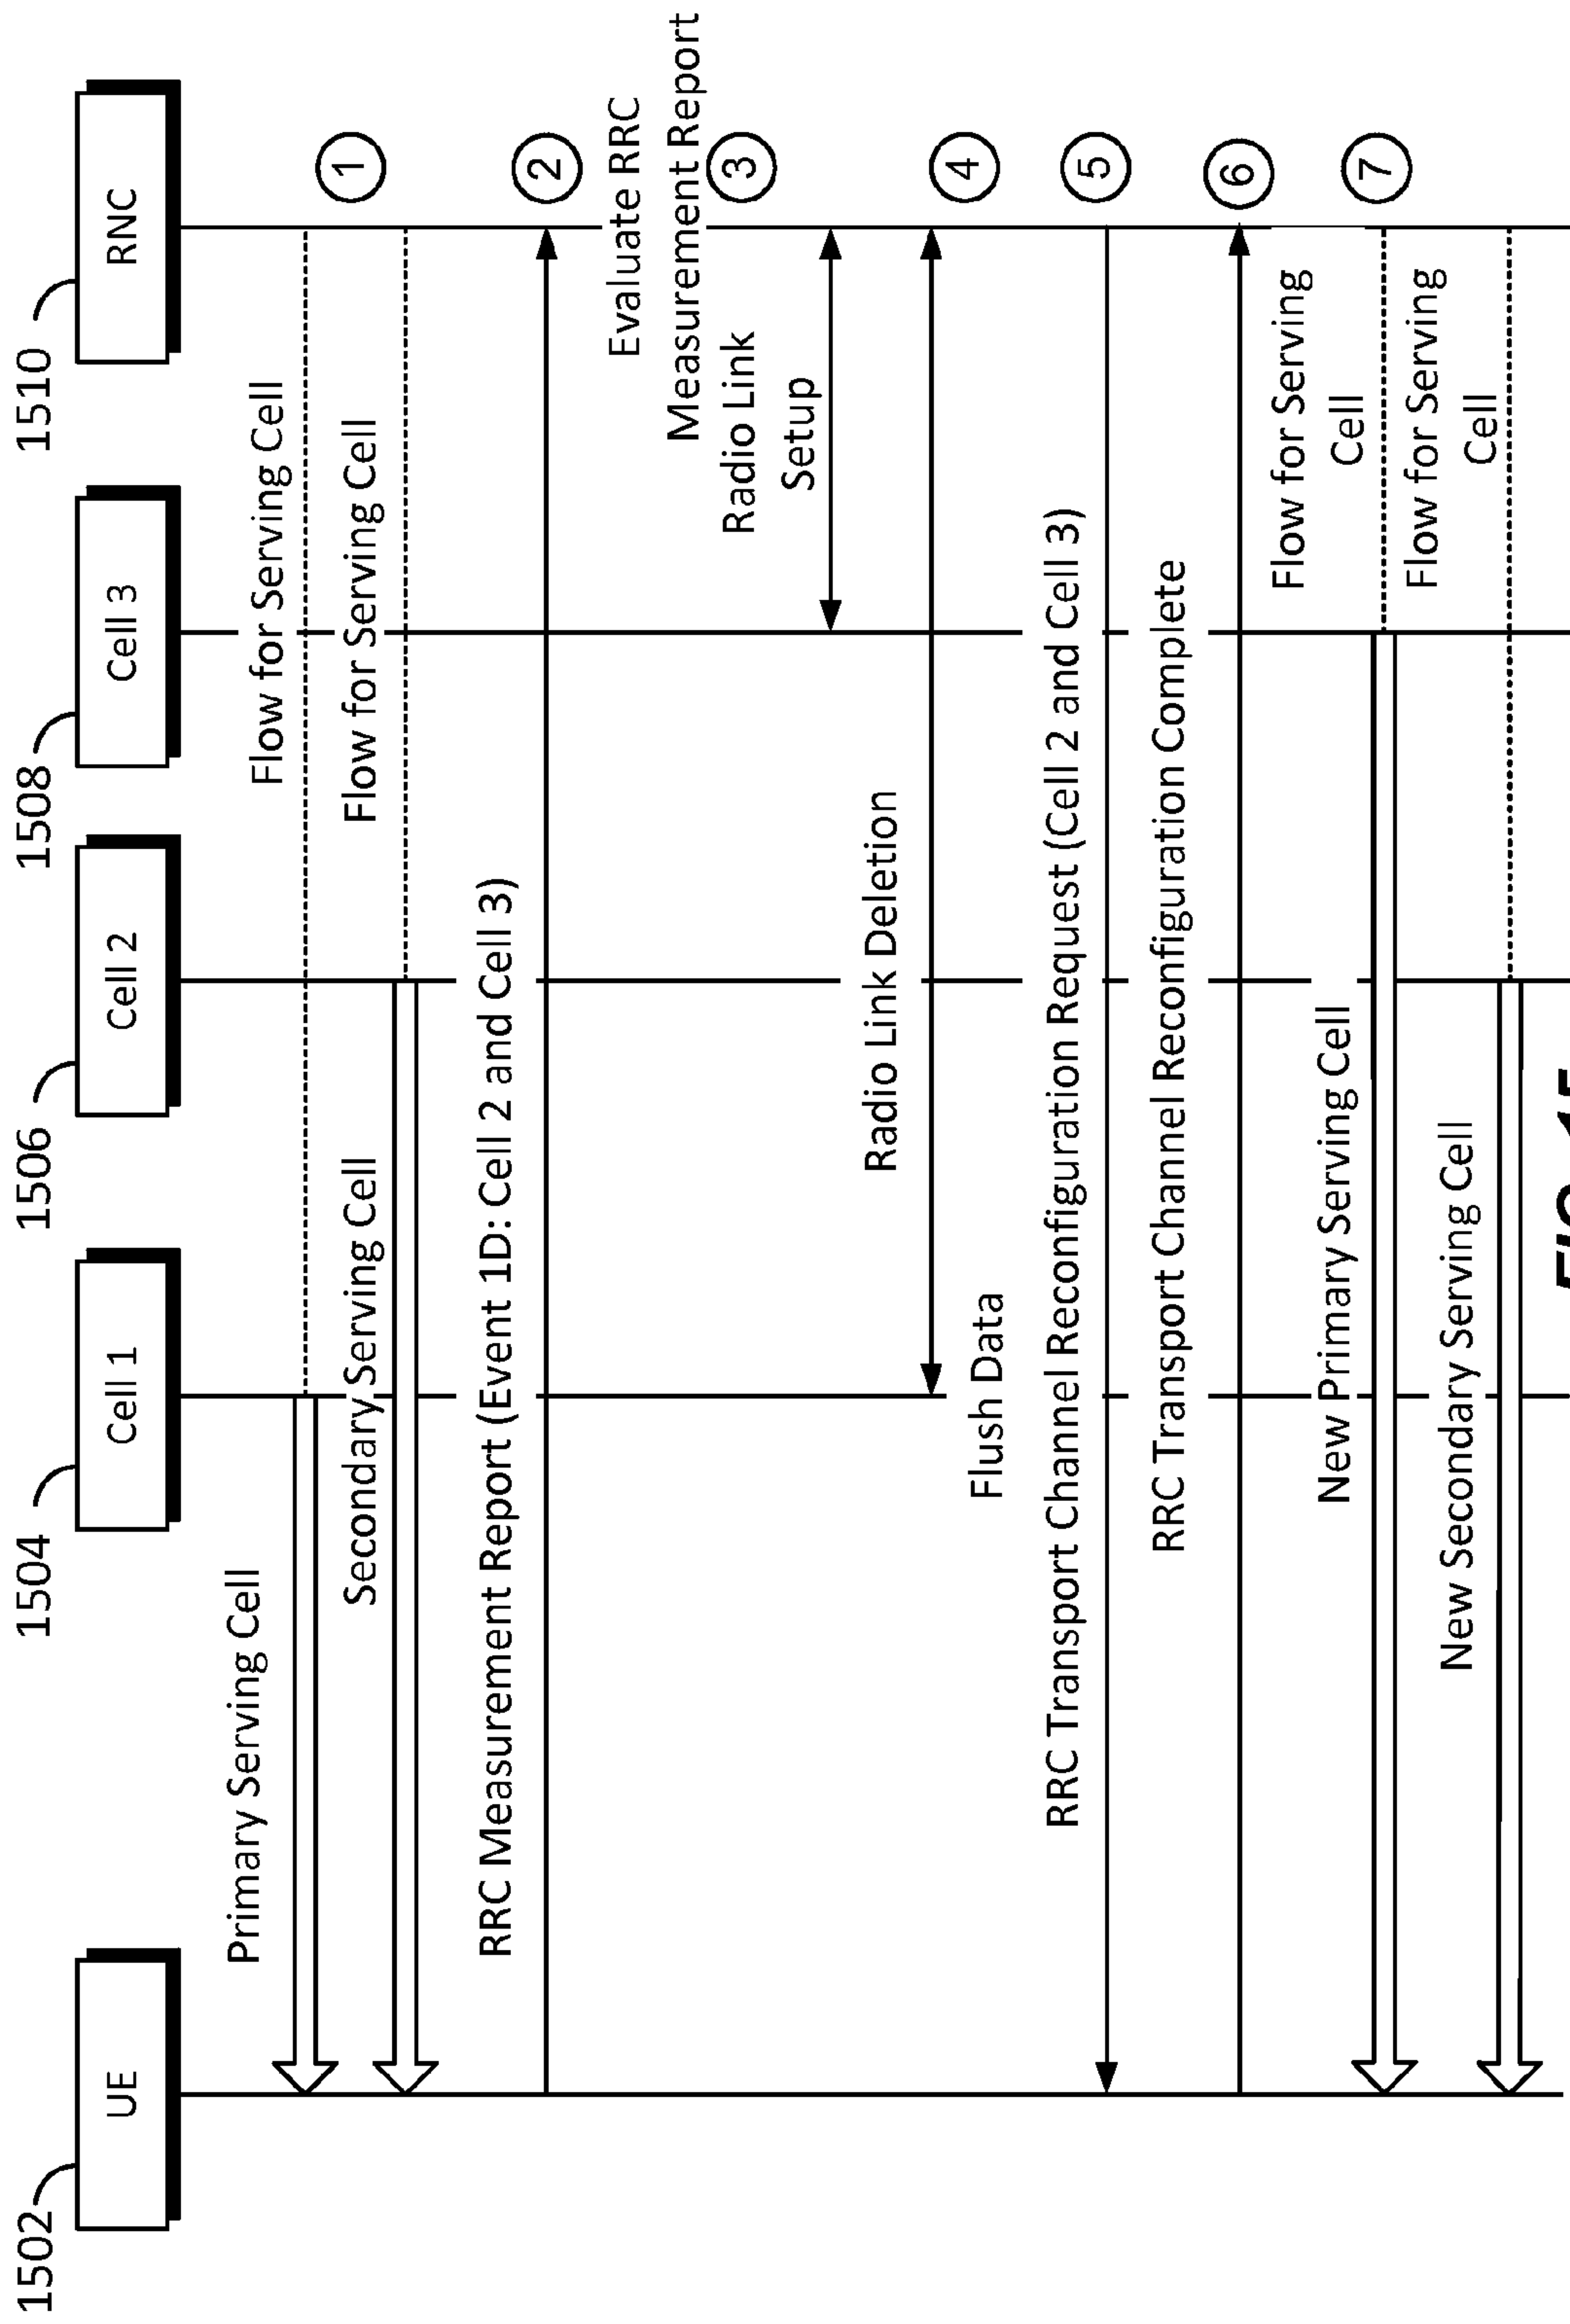 1502
1504
1506
1508
1510
UE
Cell 1
Cell 2
Cell 3
RNC
Primary Serving Cell
Flow for Serving Cell
1
Secondary Serving Cell
Flow for Serving Cell
RRC Measurement Report (Event 1D: Cell 2 and Cell 3)
2
Evaluate RRC
Measurement Report
3
Radio Link
Setup
Radio Link Deletion
4
Flush Data
RRC Transport Channel Reconfiguration Request (Cell 2 and Cell 3)
5
RRC Transport Channel Reconfiguration Complete
6
Flow for Serving
Cell
7
New Primary Serving Cell
Flow for Serving
Cell
New Secondary Serving Cell